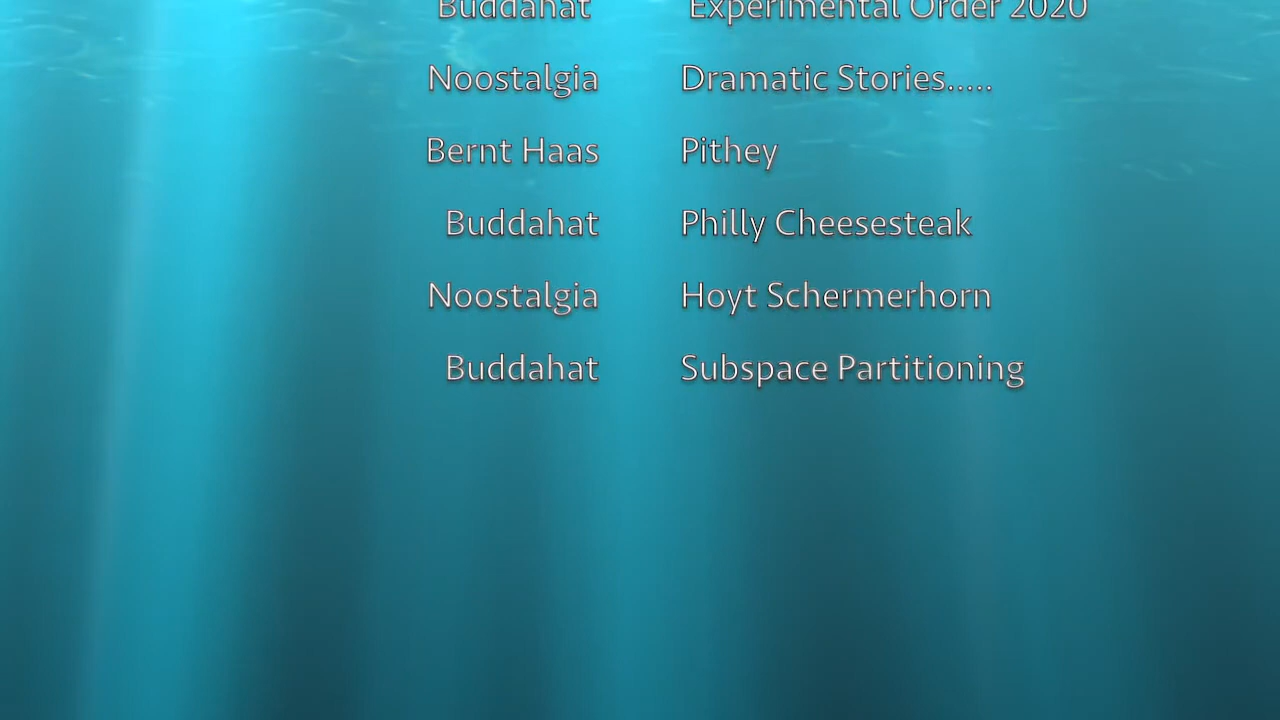 Buddahat Experimental Order 2020
Noostalgia Dramatic Stories.....
Bernt Haas Pithey
Buddahat Philly Cheesesteak
Noostalgia Hoyt Schermerhorn
Buddahat Subspace Partitioning